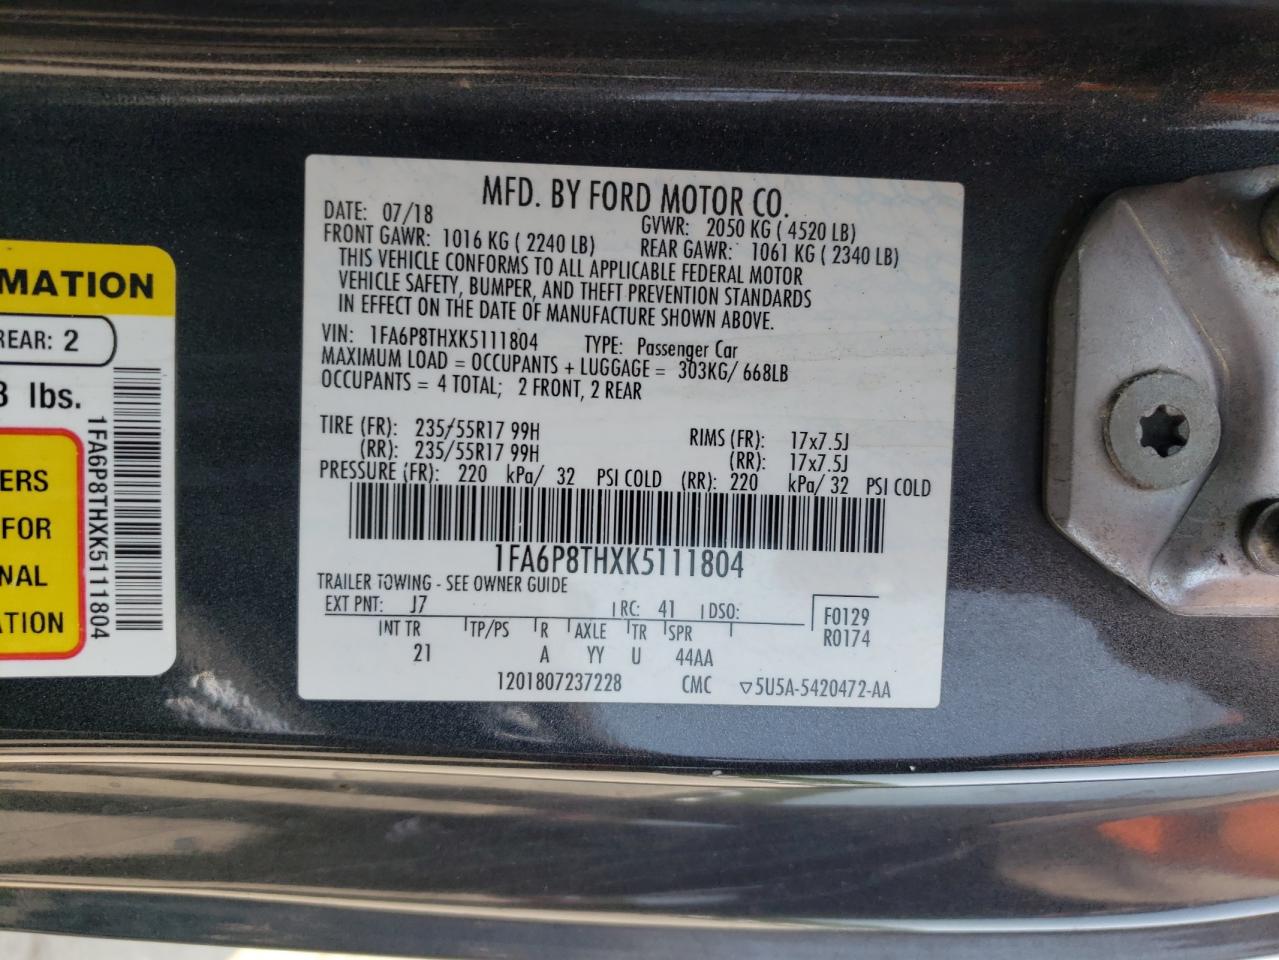 MATION
REAR: 2
lbs.
ERS
FOR
NAL
ATION
1FA6P8THXK5111804
MFD. BY FORD MOTOR CO.
DATE: 07/18 GVWR: 2050 KG ( 4520 LB)
FRONT GAWR: 1016 KG ( 2240 LB) REAR GAWR: 1061 KG ( 2340 LB)
THIS VEHICLE CONFORMS TO ALL APPLICABLE FEDERAL MOTOR
VEHICLE SAFETY, BUMPER, AND THEFT PREVENTION STANDARDS
IN EFFECT ON THE DATE OF MANUFACTURE SHOWN ABOVE.
VIN: 1FA6P8THXK5111804 TYPE: Passenger Car
MAXIMUM LOAD = OCCUPANTS + LUGGAGE = 303KG/ 668LB
OCCUPANTS = 4 TOTAL; 2 FRONT, 2 REAR
TIRE (FR): 235/55R17 99H RIMS (FR): 17x7.5J
(RR): 235/55R17 99H (RR): 17x7.5J
PRESSURE (FR): 220 kPa/ 32 PSI COLD (RR): 220 kPa/ 32 PSI COLD
1FA6P8THXK5111804
TRAILER TOWING - SEE OWNER GUIDE
EXT PNT: J7 RC: 41 DSO: F0129
INT TR TP/PS R AXLE TR SPR R0174
21 A YY U 44AA
1201807237228 CMC ▽5U5A-5420472-AA